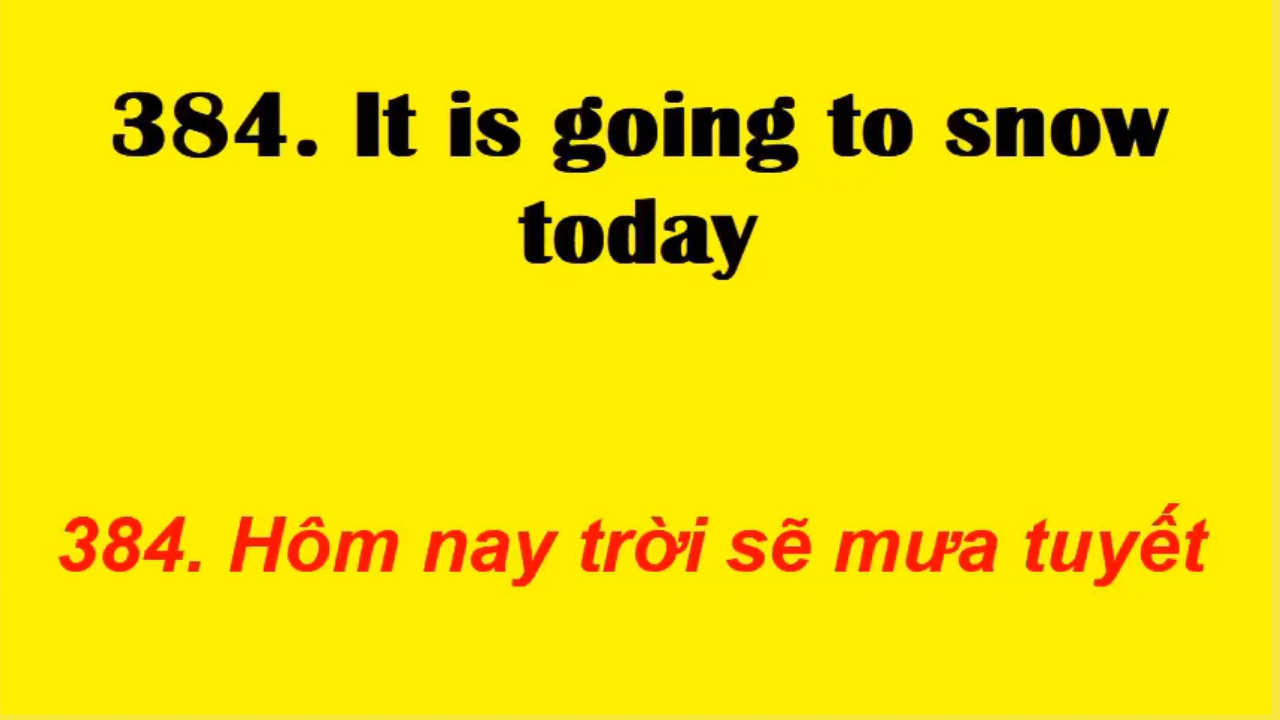 384. It is going to snow
today
384. Hôm nay trời sẽ mưa tuyết